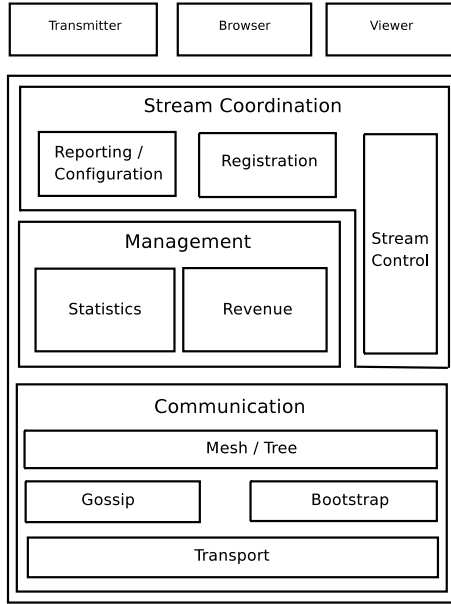 Transmitter
Browser
Viewer
Stream Coordination
Reporting /
Configuration
Registration
Stream
Control
Management
Statistics
Revenue
Communication
Mesh / Tree
Gossip
Bootstrap
Transport